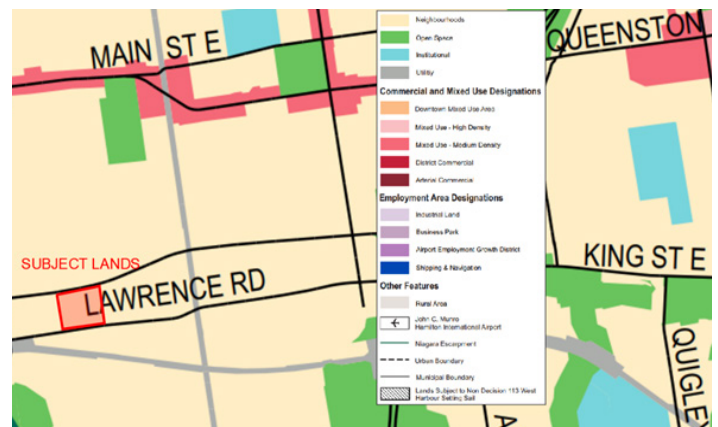 MAIN ST E
SUBJECT LANDS
LAWRENCE RD
Neighbourhoods
Open Space
Institutional
Utility
Commercial and Mixed Use Designations
Downtown Mixed Use Area
Mixed Use - High Density
Mixed Use - Medium Density
District Commercial
Arterial Commercial
Employment Area Designations
Industrial Land
Business Park
Airport Employment Growth District
Shipping & Navigation
Other Features
Rural Area
John C. Munro
Hamilton International Airport
Niagara Escarpment
Urban Boundary
Municipal Boundary
Lands Subject to Non Decision 113 West
Harbour Setting Sail
QUEENSTON
KING ST E
QUIGLEY
A